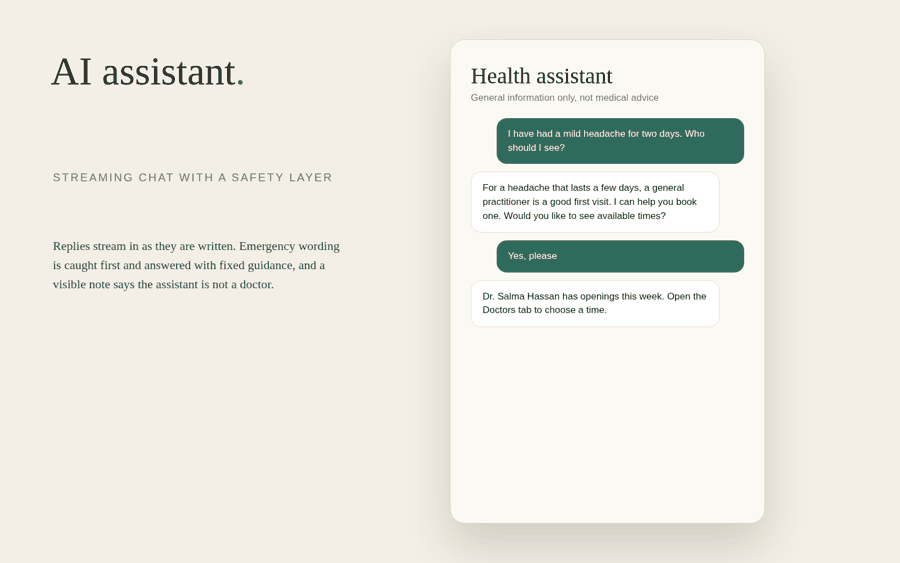 AI assistant.
STREAMING CHAT WITH A SAFETY LAYER
Replies stream in as they are written. Emergency wording
is caught first and answered with fixed guidance, and a
visible note says the assistant is not a doctor.
Health assistant
General information only, not medical advice
I have had a mild headache for two days. Who
should I see?
For a headache that lasts a few days, a general
practitioner is a good first visit. I can help you book
one. Would you like to see available times?
Yes, please
Dr. Salma Hassan has openings this week. Open the
Doctors tab to choose a time.